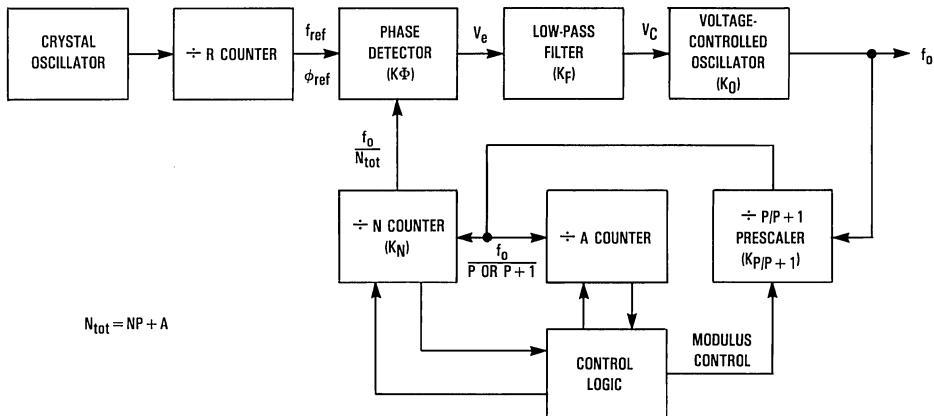 CRYSTAL
OSCILLATOR
÷ R COUNTER
f_ref
ϕ_ref
PHASE
DETECTOR
(KΦ)
V_e
LOW-PASS
FILTER
(K_F)
V_C
VOLTAGE-
CONTROLLED
OSCILLATOR
(K_O)
f_o
f_o
N_tot
÷ N COUNTER
(K_N)
f_o
P OR P + 1
÷ A COUNTER
÷ P/P + 1
PRESCALER
(K_P/P + 1)
N_tot = NP + A
CONTROL
LOGIC
MODULUS
CONTROL